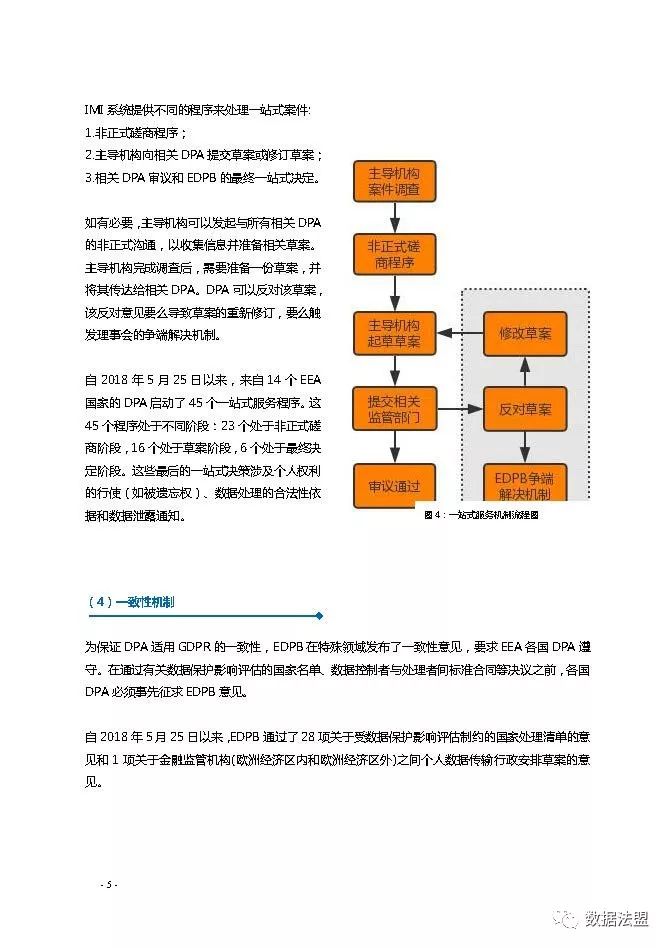 IMI 系统提供不同的程序来处理一站式案件:
1.非正式磋商程序；
2.主导机构向相关 DPA 提交草案或修订草案；
3.相关 DPA 审议和 EDPB 的最终一站式决定。
如有必要，主导机构可以发起与所有相关 DPA
的非正式沟通，以收集信息并准备相关草案。
主导机构完成调查后，需要准备一份草案，并
将其传达给相关 DPA。DPA 可以反对该草案，
该反对意见要么导致草案的重新修订，要么触
发理事会的争端解决机制。
自 2018 年 5 月 25 日以来，来自 14 个 EEA
国家的 DPA 启动了 45 个一站式服务程序。这
45 个程序处于不同阶段：23 个处于非正式磋
商阶段，16 个处于草案阶段，6 个处于最终决
定阶段。这些最后的一站式决策涉及个人权利
的行使（如被遗忘权）、数据处理的合法性依
据和数据泄露通知。
主导机构
案件调查
非正式磋
商程序
主导机构
起草草案
修改草案
提交相关
监管部门
反对草案
审议通过
EDPB争端
解决机制
图 4：一站式服务机制流程图
（4）一致性机制
为保证 DPA 适用 GDPR 的一致性，EDPB 在特殊领域发布了一致性意见，要求 EEA 各国 DPA 遵
守。在通过有关数据保护影响评估的国家名单、数据控制者与处理者间标准合同等决议之前，各国
DPA 必须事先征求 EDPB 意见。
自 2018 年 5 月 25 日以来,EDPB 通过了 28 项关于受数据保护影响评估制约的国家处理清单的意
见和 1 项关于金融监管机构(欧洲经济区内和欧洲经济区外)之间个人数据传输行政安排草案的意
见。
- 5 -
数据法盟